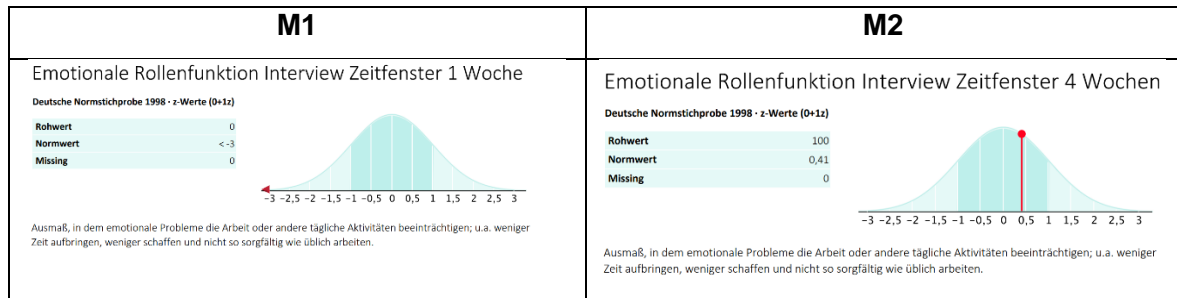 M1
Emotionale Rollenfunktion Interview Zeitfenster 1 Woche
Deutsche Normstichprobe 1998 · z-Werte (0+1z)
Rohwert 0
Normwert < -3
Missing 0
-3 -2,5 -2 -1,5 -1 -0,5 0 0,5 1 1,5 2 2,5 3
Ausmaß, in dem emotionale Probleme die Arbeit oder andere tägliche Aktivitäten beeinträchtigen; u.a. weniger
Zeit aufbringen, weniger schaffen und nicht so sorgfältig wie üblich arbeiten.
M2
Emotionale Rollenfunktion Interview Zeitfenster 4 Wochen
Deutsche Normstichprobe 1998 · z-Werte (0+1z)
Rohwert 100
Normwert 0,41
Missing 0
-3 -2,5 -2 -1,5 -1 -0,5 0 0,5 1 1,5 2 2,5 3
Ausmaß, in dem emotionale Probleme die Arbeit oder andere tägliche Aktivitäten beeinträchtigen; u.a. weniger
Zeit aufbringen, weniger schaffen und nicht so sorgfältig wie üblich arbeiten.